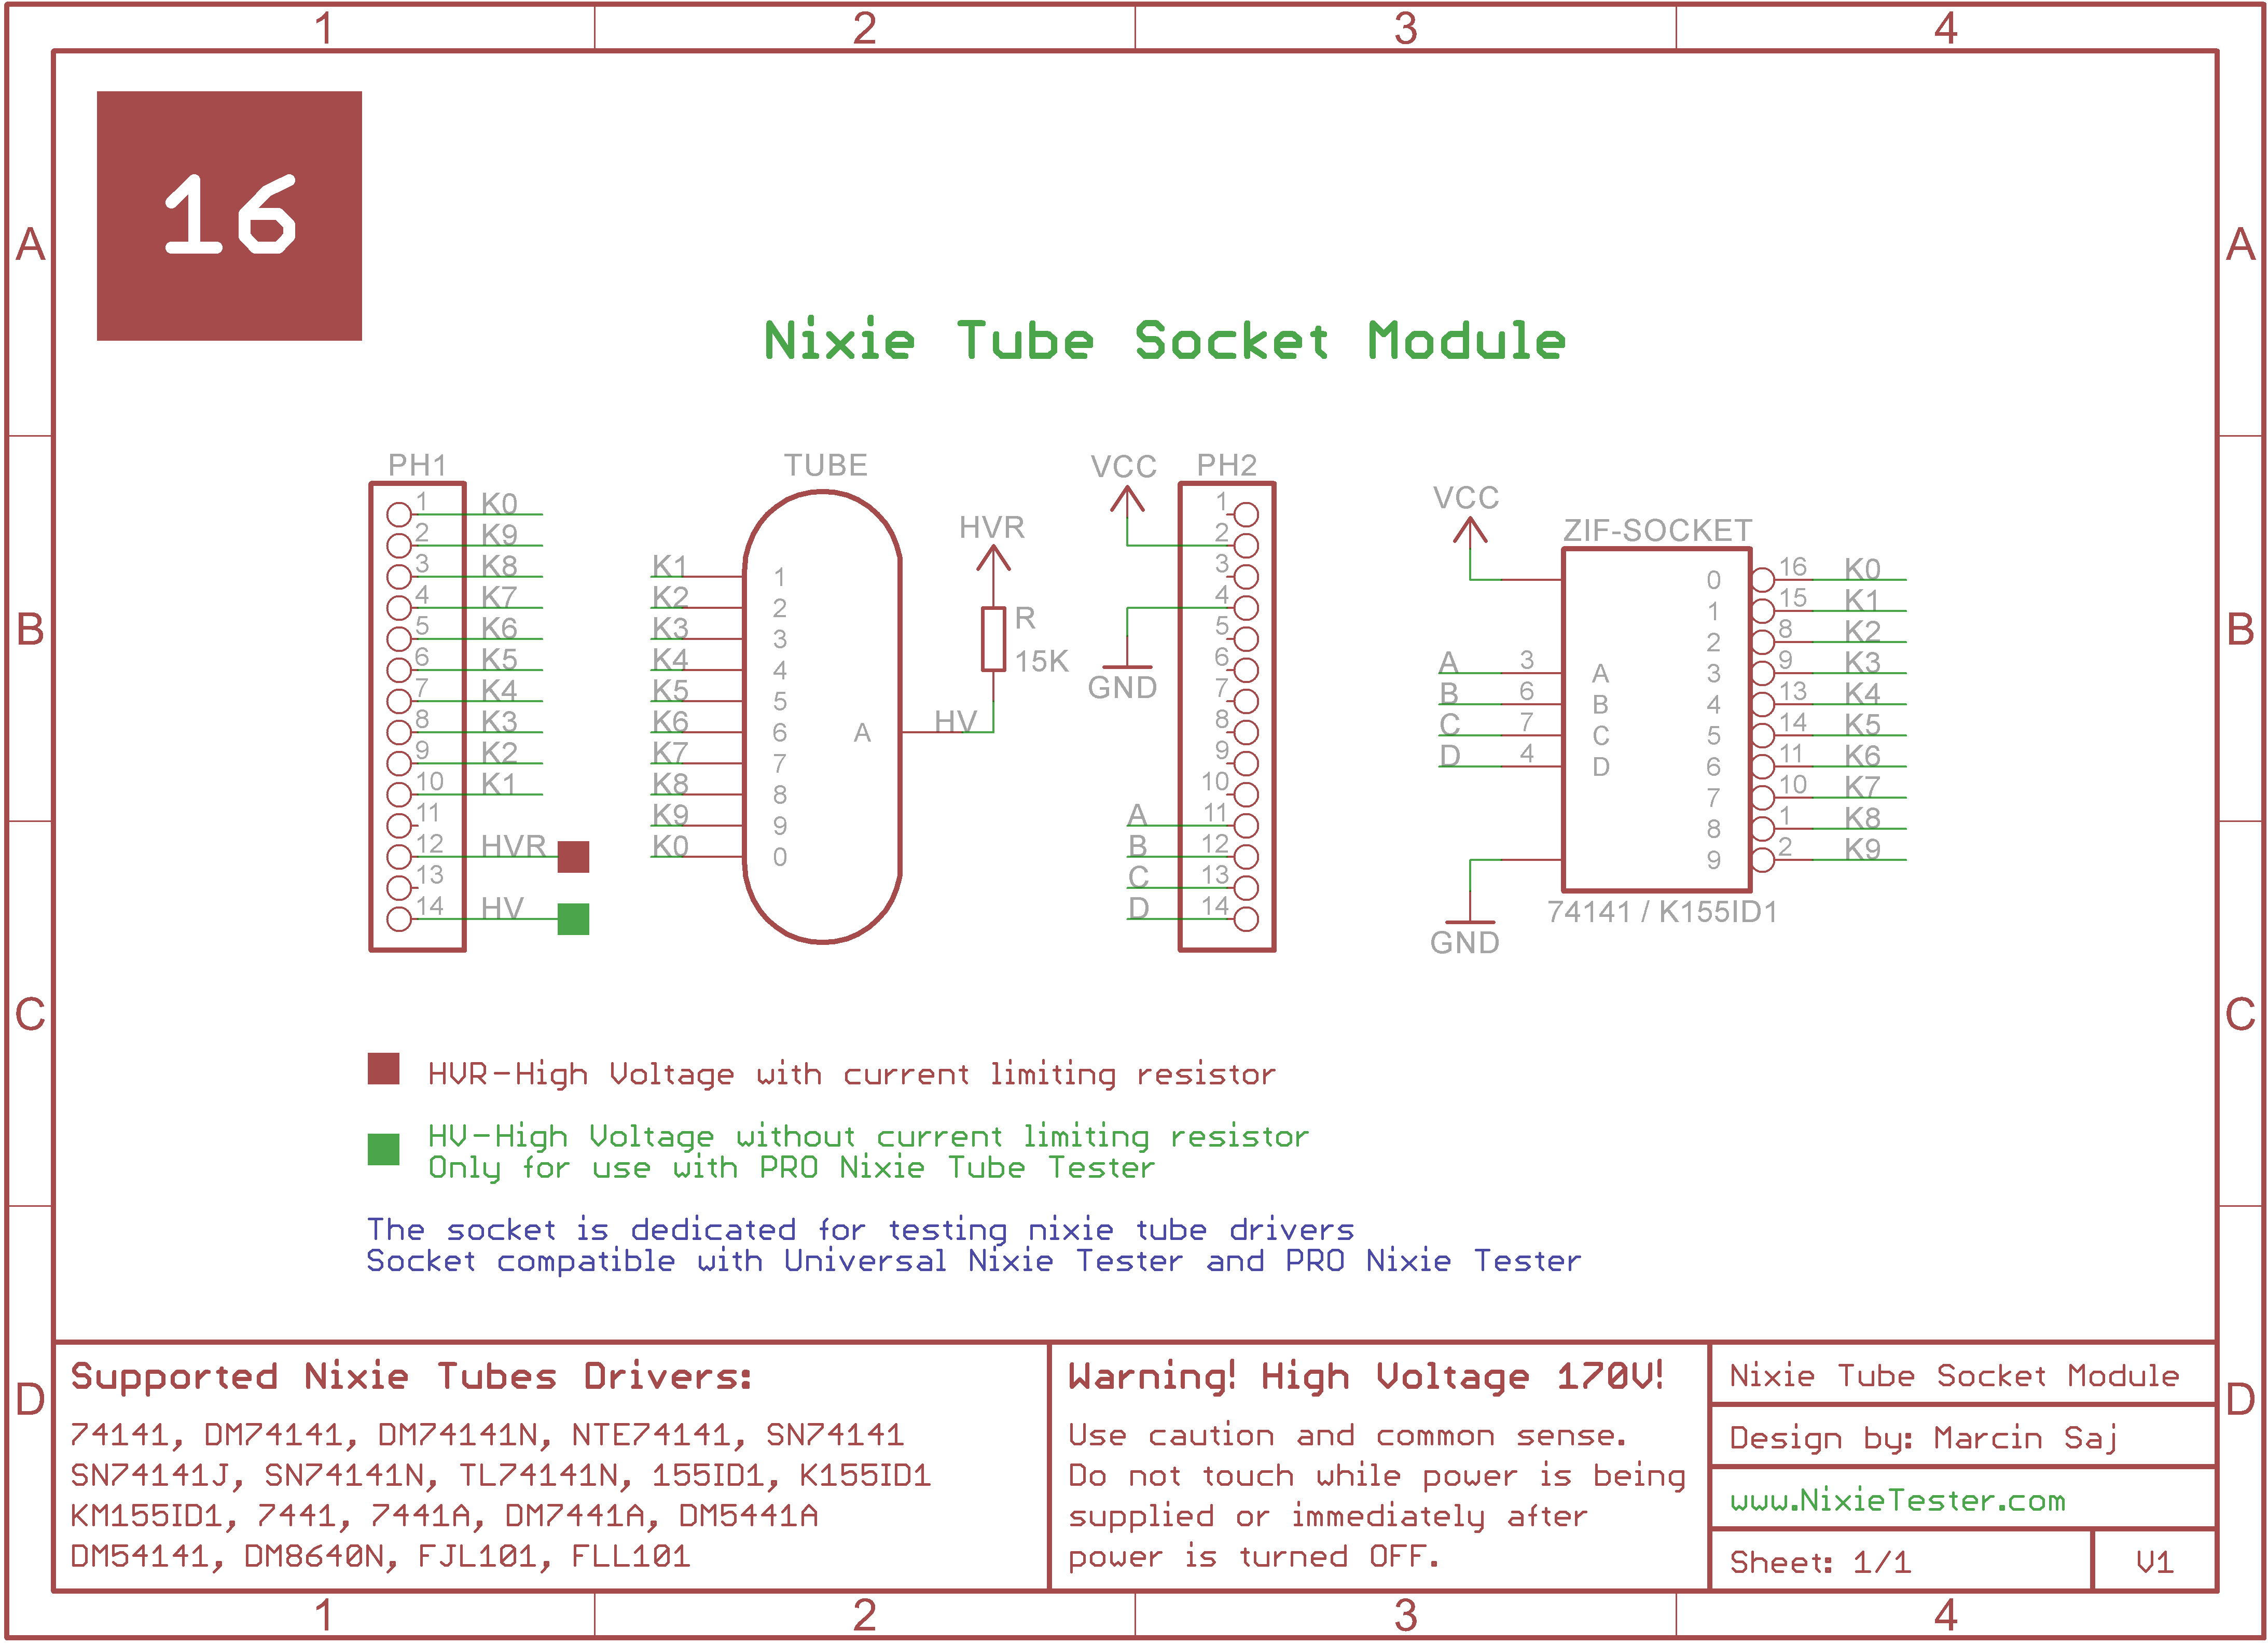 1 2 3 4
A A
B B
C C
D D
16
Nixie Tube Socket Module
PH1
1 K0
2 K9
3 K8
4 K7
5 K6
6 K5
7 K4
8 K3
9 K2
10 K1
11
12 HVR
13
14 HV
TUBE
K1 1
K2 2
K3 3
K4 4
K5 5
K6 6
K7 7
K8 8
K9 9
K0 0
A HV
HVR
R
15K
VCC
GND
PH2
1
2
3
4
5
6
7
8
9
10
A 11
B 12
C 13
D 14
VCC
ZIF-SOCKET
A 3 A
B 6 B
C 7 C
D 4 D
0 16 K0
1 15 K1
2 8 K2
3 9 K3
4 13 K4
5 14 K5
6 11 K6
7 10 K7
8 1 K8
9 2 K9
GND
74141 / K155ID1
HVR-High Voltage with current limiting resistor
HV-High Voltage without current limiting resistor
Only for use with PRO Nixie Tube Tester
The socket is dedicated for testing nixie tube drivers
Socket compatible with Universal Nixie Tester and PRO Nixie Tester
Supported Nixie Tubes Drivers:
74141, DM74141, DM74141N, NTE74141, SN74141
SN74141J, SN74141N, TL74141N, 155ID1, K155ID1
KM155ID1, 7441, 7441A, DM7441A, DM5441A
DM54141, DM8640N, FJL101, FLL101
Warning! High Voltage 170V!
Use caution and common sense.
Do not touch while power is being
supplied or immediately after
power is turned OFF.
Nixie Tube Socket Module
Design by: Marcin Saj
www.NixieTester.com
Sheet: 1/1
V1
1 2 3 4